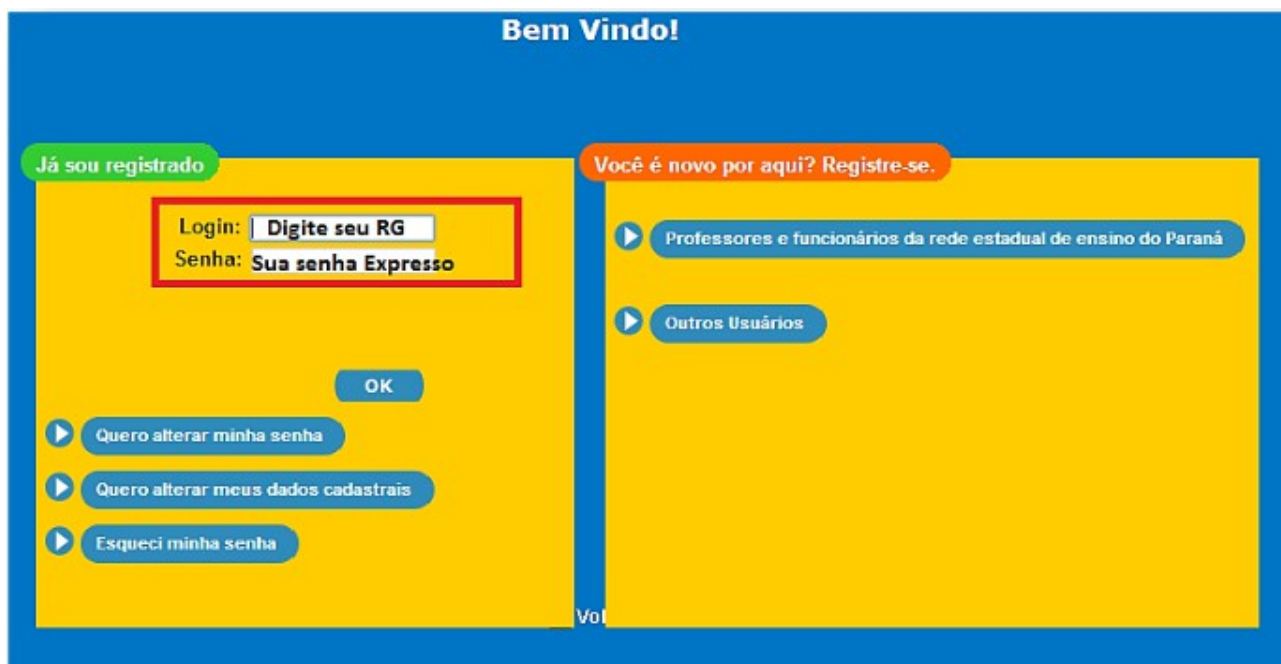 Bem Vindo!
Já sou registrado
Login: Digite seu RG
Senha: Sua senha Expresso
OK
Quero alterar minha senha
Quero alterar meus dados cadastrais
Esqueci minha senha
Você é novo por aqui? Registre-se.
Professores e funcionários da rede estadual de ensino do Paraná
Outros Usuários